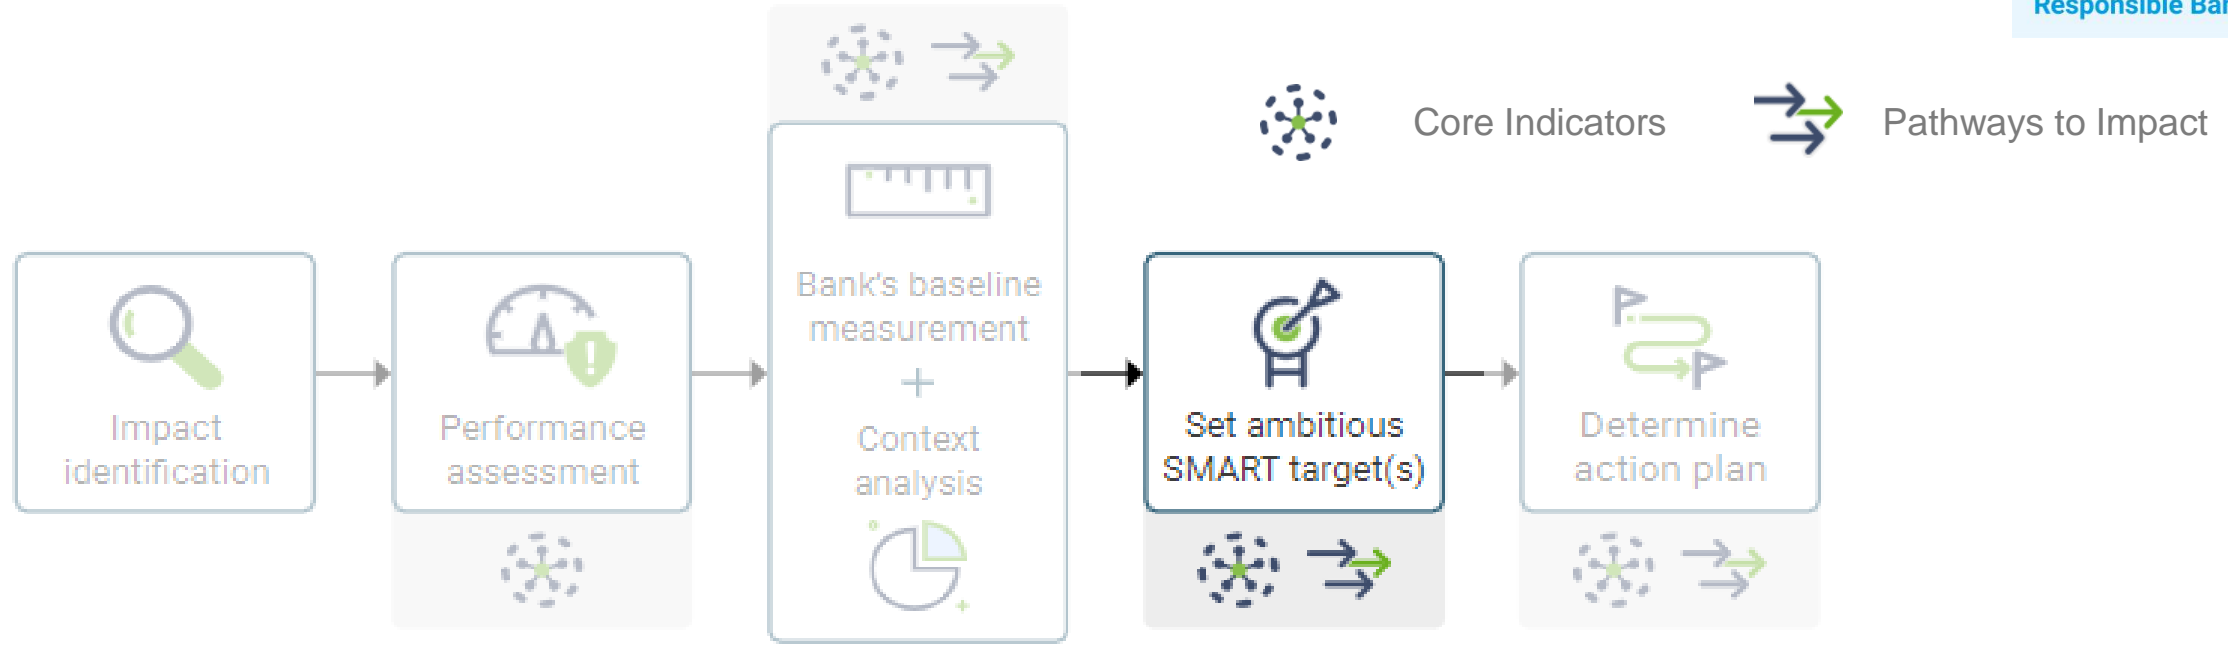 Responsible
Core Indicators
Pathways to Impact
Impact
identification
Performance
assessment
Bank's baseline
measurement
+
Context
analysis
Set ambitious
SMART target(s)
Determine
action plan